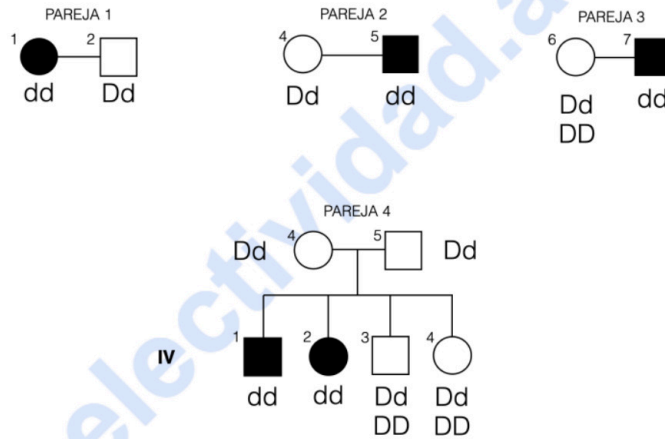 PAREJA 1
PAREJA 2
PAREJA 3
1 2
4 5
6 7
dd Dd
Dd dd
Dd dd
DD
PAREJA 4
Dd 4 5 Dd
IV 1 2 3 4
dd dd Dd Dd
DD DD
electividad.a